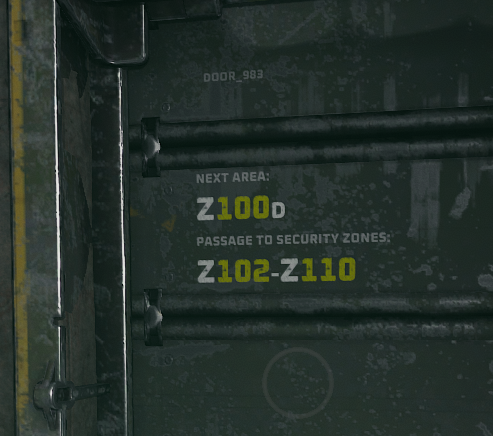 DOOR_983
NEXT AREA:
Z100D
PASSAGE TO SECURITY ZONES:
Z102-Z110